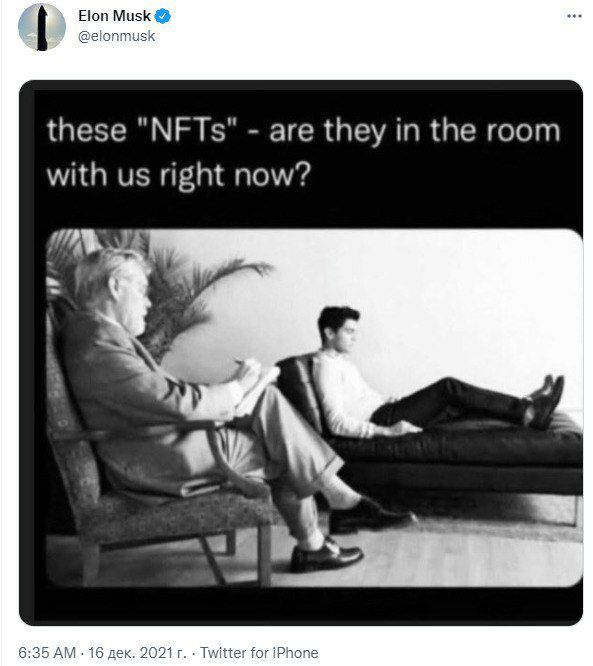 Elon Musk
@elonmusk
these "NFTs" - are they in the room
with us right now?
6:35 AM · 16 дек. 2021 г. · Twitter for iPhone